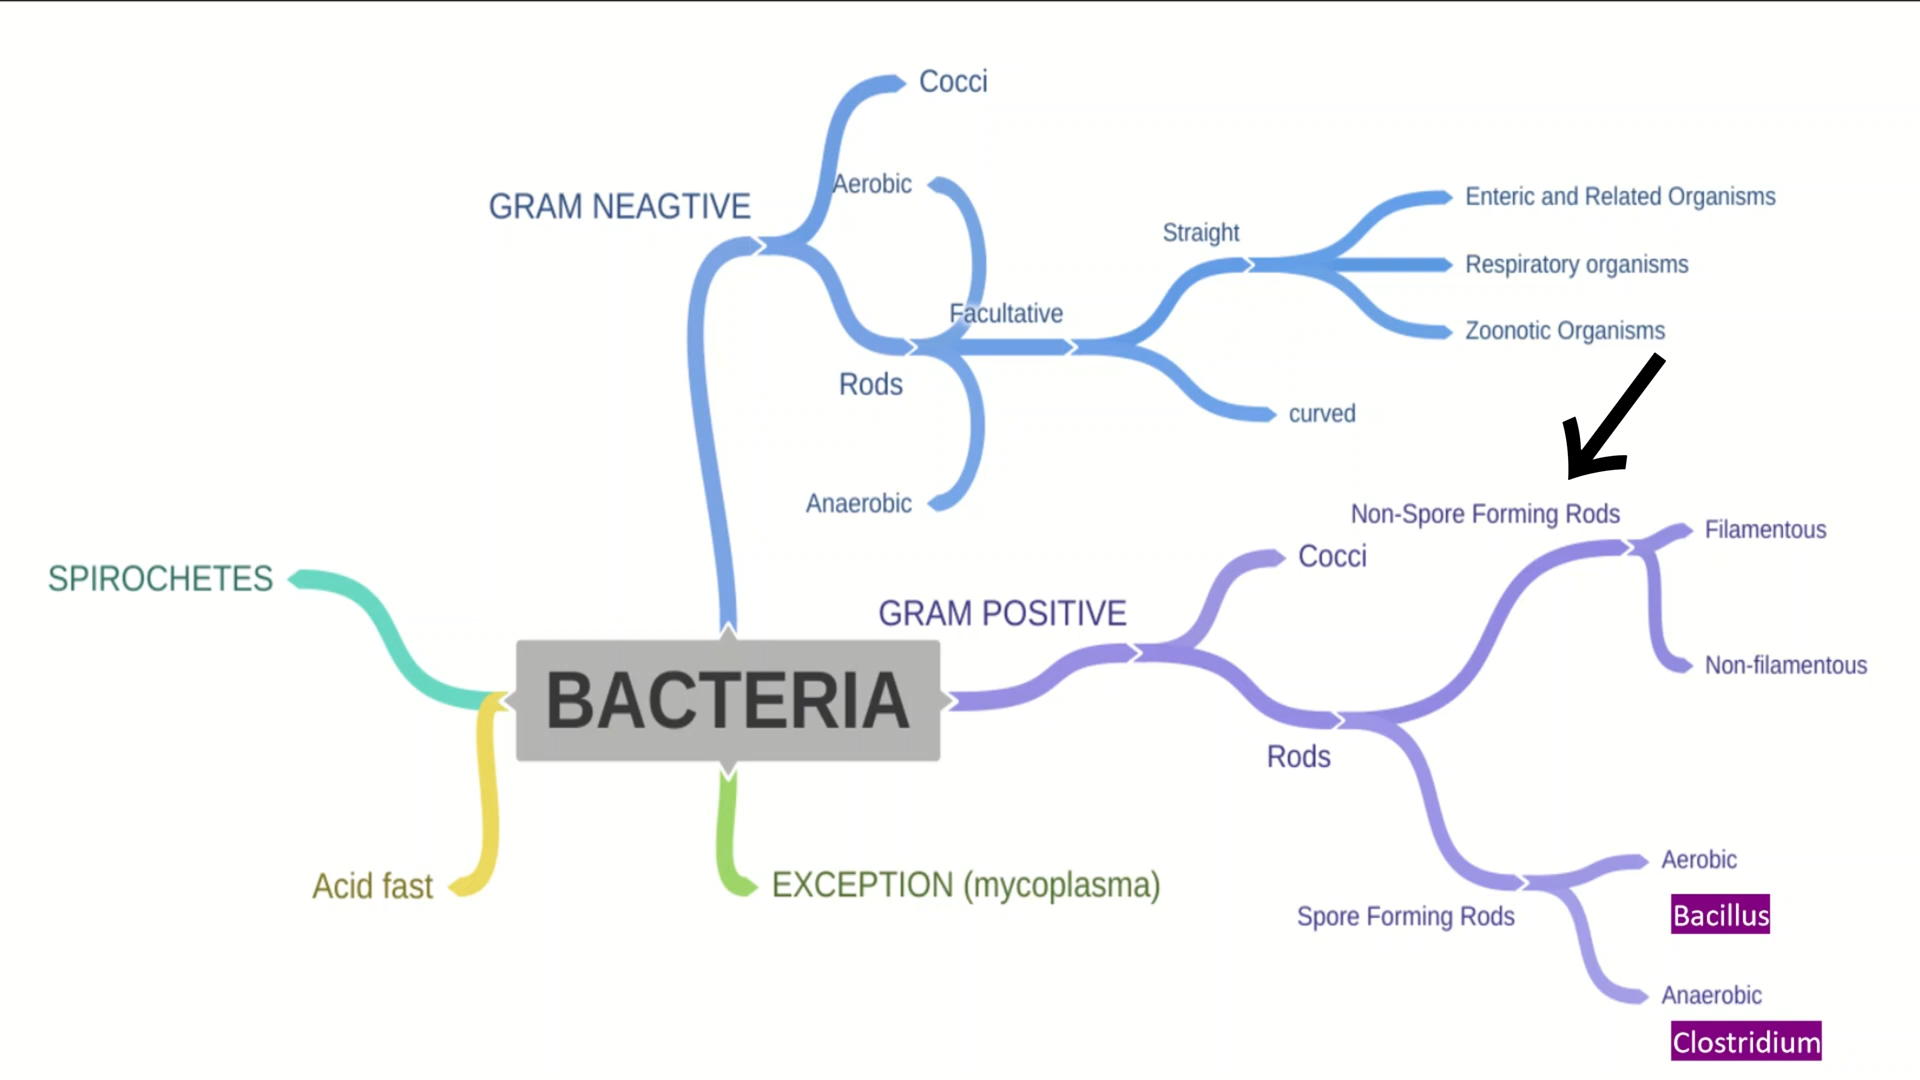 Cocci
Aerobic
GRAM NEAGTIVE
Enteric and Related Organisms
Straight
Respiratory organisms
Facultative
Zoonotic Organisms
Rods
curved
Anaerobic
Non-Spore Forming Rods
Filamentous
Cocci
SPIROCHETES
GRAM POSITIVE
Non-filamentous
BACTERIA
Rods
Acid fast
EXCEPTION (mycoplasma)
Aerobic
Bacillus
Spore Forming Rods
Anaerobic
Clostridium